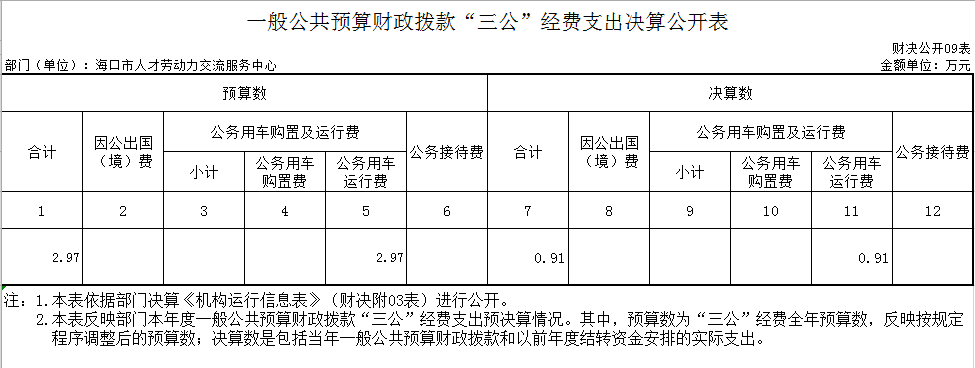 一般公共预算财政拨款“三公”经费支出决算公开表
财决公开09表
部门（单位）：海口市人才劳动力交流服务中心 金额单位：万元
预算数 决算数
合计 因公出国（境）费 公务用车购置及运行费 公务接待费 合计 因公出国（境）费 公务用车购置及运行费 公务接待费
小计 公务用车购置费 公务用车运行费 小计 公务用车购置费 公务用车运行费
1 2 3 4 5 6 7 8 9 10 11 12
2.97 2.97 0.91 0.91
注：1.本表依据部门决算《机构运行信息表》（财决附03表）进行公开。
2.本表反映部门本年度一般公共预算财政拨款“三公”经费支出预决算情况。其中，预算数为“三公”经费全年预算数，反映按规定
程序调整后的预算数；决算数是包括当年一般公共预算财政拨款和以前年度结转资金安排的实际支出。